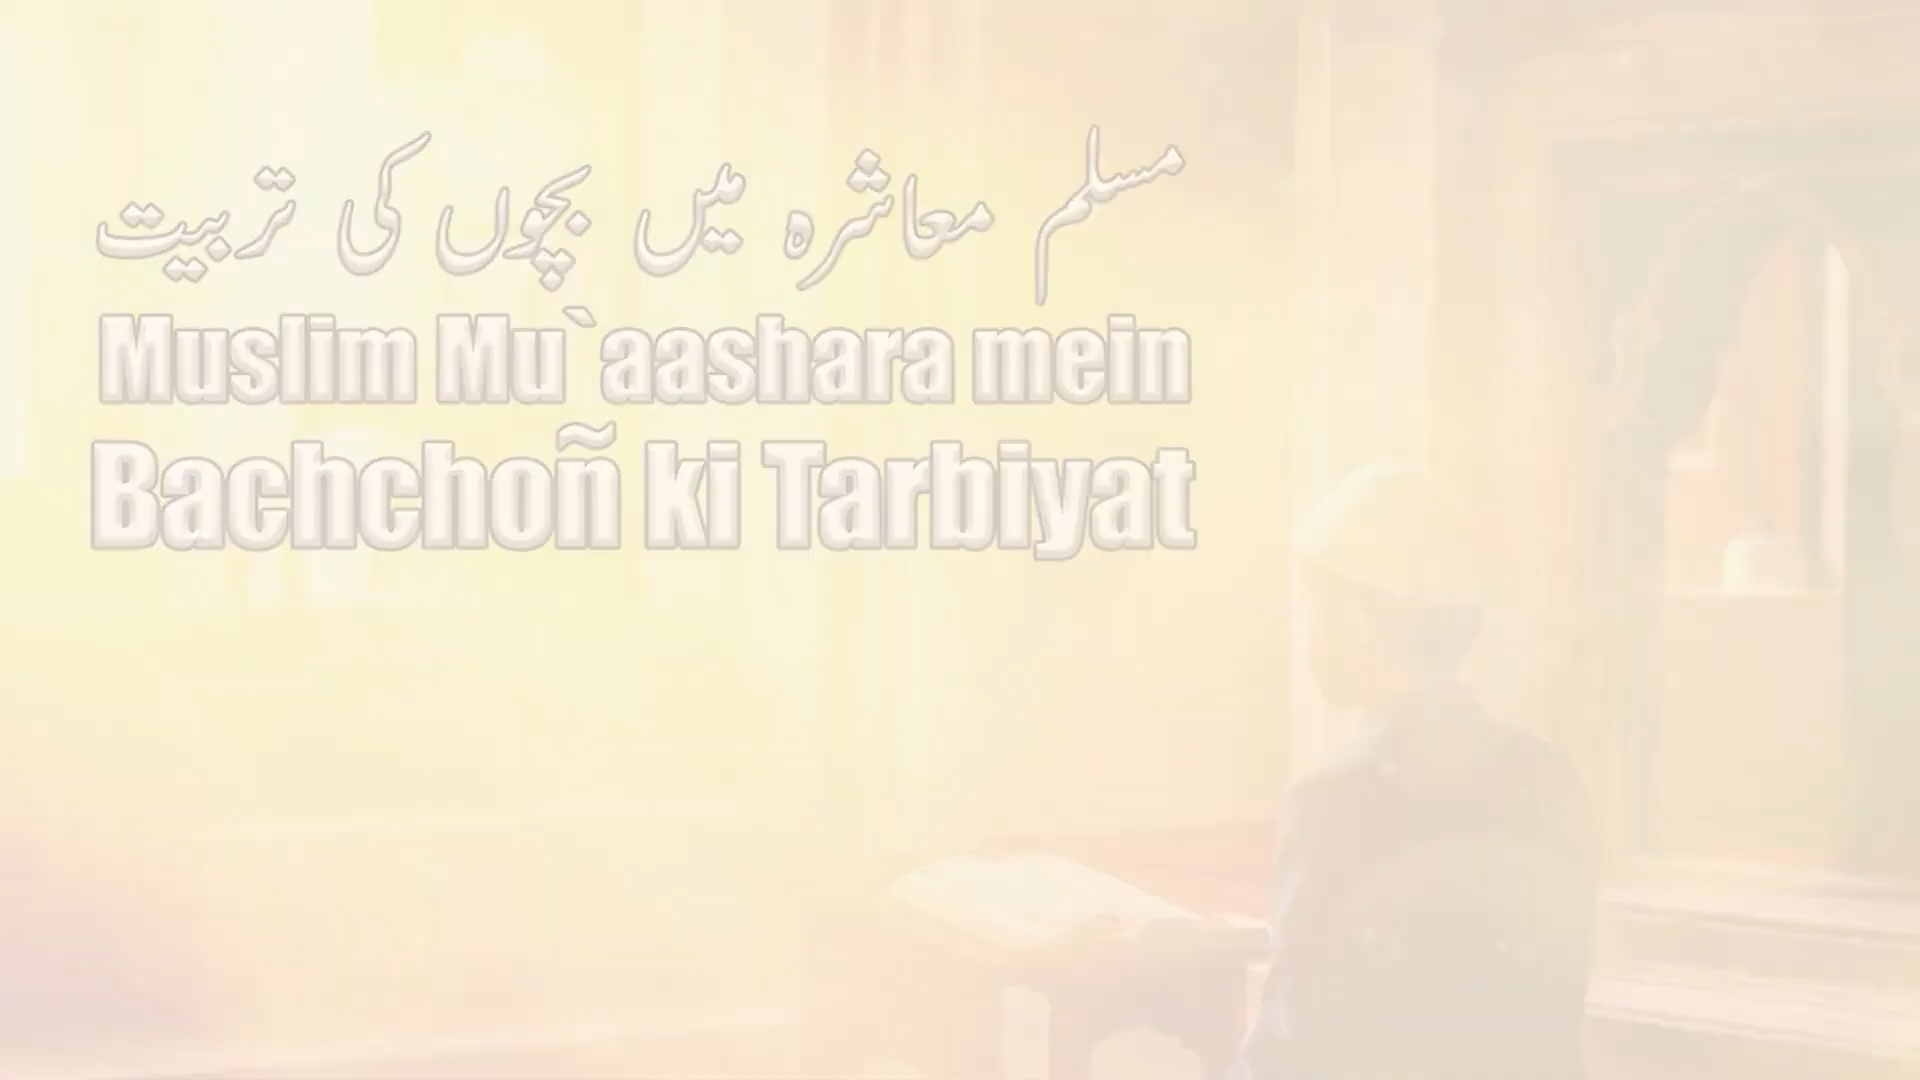 مسلم معاشرہ میں بچوں کی تربیت
Muslim Mu`aashara mein
Bachchoñ ki Tarbiyat